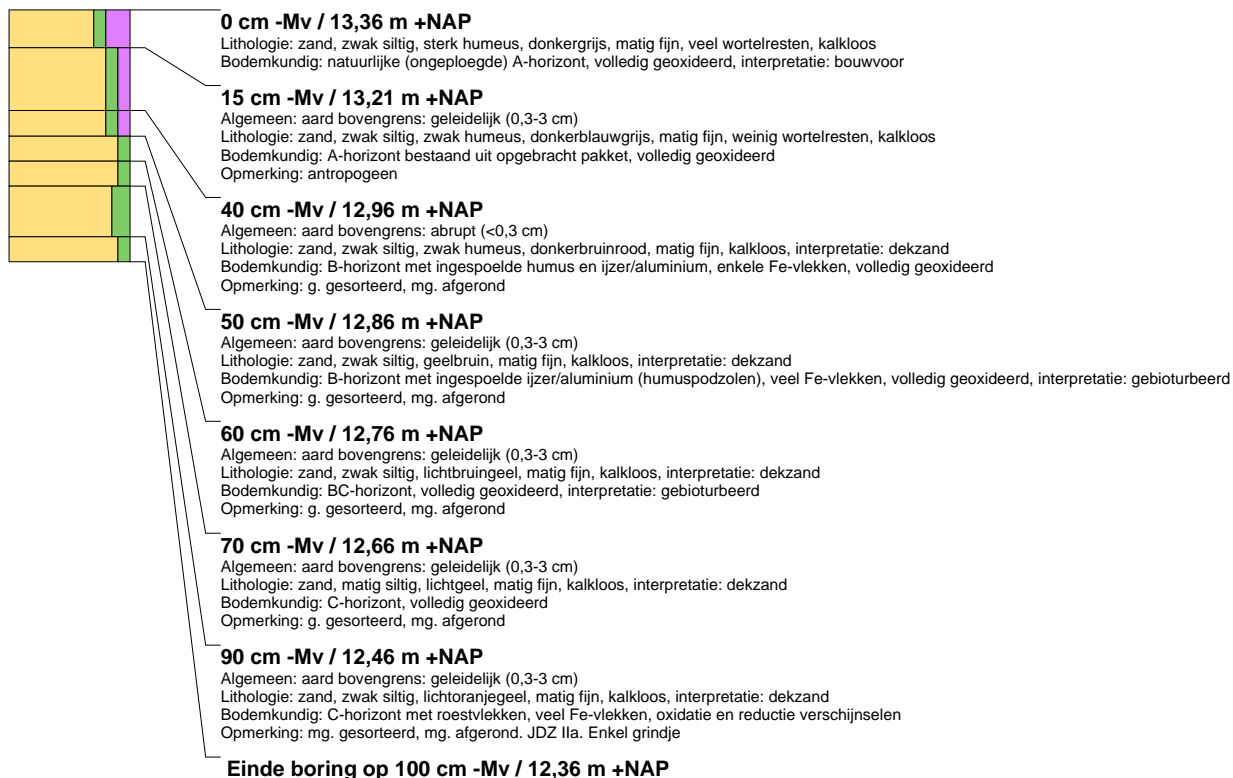 0 cm -Mv / 13,36 m +NAP
Lithologie: zand, zwak siltig, sterk humeus, donkergrijs, matig fijn, veel wortelresten, kalkloos
Bodemkundig: natuurlijke (ongeploegde) A-horizont, volledig geoxideerd, interpretatie: bouwvoor
15 cm -Mv / 13,21 m +NAP
Algemeen: aard bovengrens: geleidelijk (0,3-3 cm)
Lithologie: zand, zwak siltig, zwak humeus, donkerblauwgrijs, matig fijn, weinig wortelresten, kalkloos
Bodemkundig: A-horizont bestaand uit opgebracht pakket, volledig geoxideerd
Opmerking: antropogeen
40 cm -Mv / 12,96 m +NAP
Algemeen: aard bovengrens: abrupt (<0,3 cm)
Lithologie: zand, zwak siltig, zwak humeus, donkerbruinrood, matig fijn, kalkloos, interpretatie: dekzand
Bodemkundig: B-horizont met ingespoelde humus en ijzer/aluminium, enkele Fe-vlekken, volledig geoxideerd
Opmerking: g. gesorteerd, mg. afgerond
50 cm -Mv / 12,86 m +NAP
Algemeen: aard bovengrens: geleidelijk (0,3-3 cm)
Lithologie: zand, zwak siltig, geelbruin, matig fijn, kalkloos, interpretatie: dekzand
Bodemkundig: B-horizont met ingespoelde ijzer/aluminium (humuspodzolen), veel Fe-vlekken, volledig geoxideerd, interpretatie: gebioturbeerd
Opmerking: g. gesorteerd, mg. afgerond
60 cm -Mv / 12,76 m +NAP
Algemeen: aard bovengrens: geleidelijk (0,3-3 cm)
Lithologie: zand, zwak siltig, lichtbruingeel, matig fijn, kalkloos, interpretatie: dekzand
Bodemkundig: BC-horizont, volledig geoxideerd, interpretatie: gebioturbeerd
Opmerking: g. gesorteerd, mg. afgerond
70 cm -Mv / 12,66 m +NAP
Algemeen: aard bovengrens: geleidelijk (0,3-3 cm)
Lithologie: zand, matig siltig, lichtgeel, matig fijn, kalkloos, interpretatie: dekzand
Bodemkundig: C-horizont, volledig geoxideerd
Opmerking: g. gesorteerd, mg. afgerond
90 cm -Mv / 12,46 m +NAP
Algemeen: aard bovengrens: geleidelijk (0,3-3 cm)
Lithologie: zand, zwak siltig, lichtoranjegeel, matig fijn, kalkloos, interpretatie: dekzand
Bodemkundig: C-horizont met roestvlekken, veel Fe-vlekken, oxidatie en reductie verschijnselen
Opmerking: mg. gesorteerd, mg. afgerond. JDZ IIa. Enkel grindje
Einde boring op 100 cm -Mv / 12,36 m +NAP